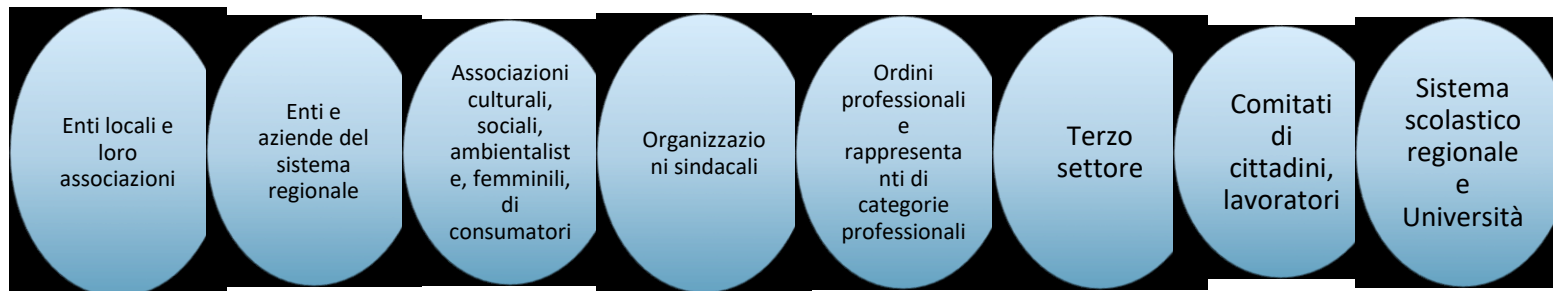 Enti locali e
loro
associazioni
Enti e
aziende del
sistema
regionale
Associazioni
culturali,
sociali,
ambientalist
e, femminili,
di
consumatori
Organizzazio
ni sindacali
Ordini
professionali
e
rappresenta
nti di
categorie
professionali
Terzo
settore
Comitati
di
cittadini,
lavoratori
Sistema
scolastico
regionale
e
Università